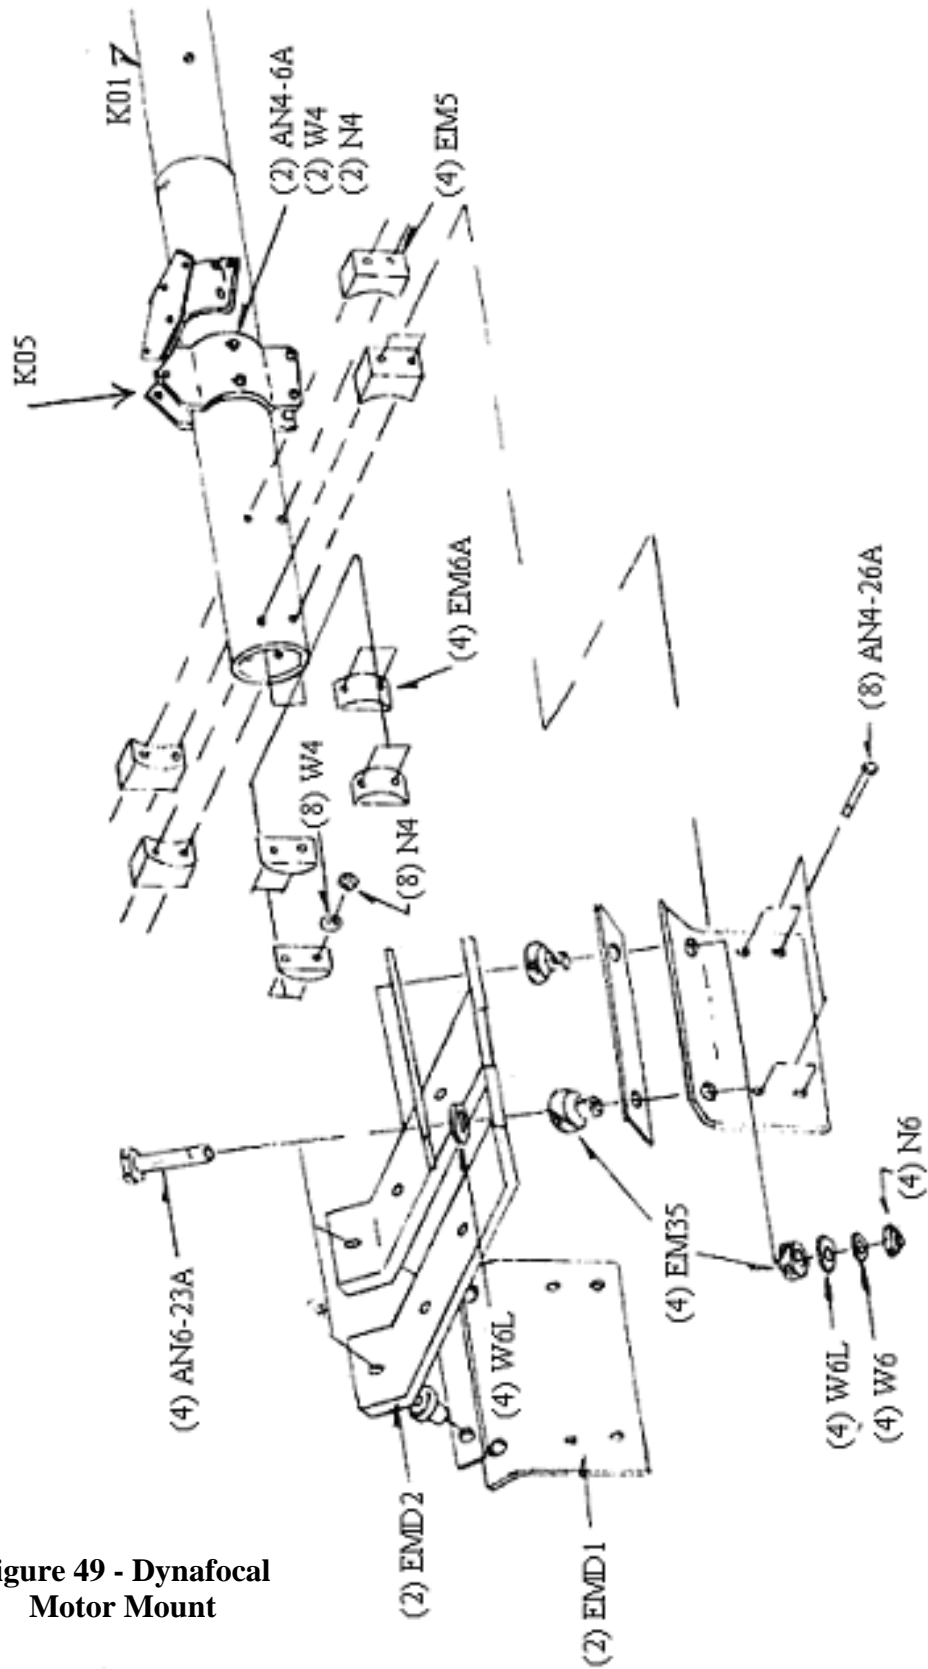 K01
K05
(2) AN4-6A
(2) W4
(2) N4
(4) EM5
(4) EM6A
(8) W4
(8) N4
(8) AN4-26A
(4) AN6-23A
(4) W6L
(4) EM35
(4) N6
(4) W6L
(4) W6
(2) EMD2
(2) EMD1
igure 49 - Dynafocal
Motor Mount